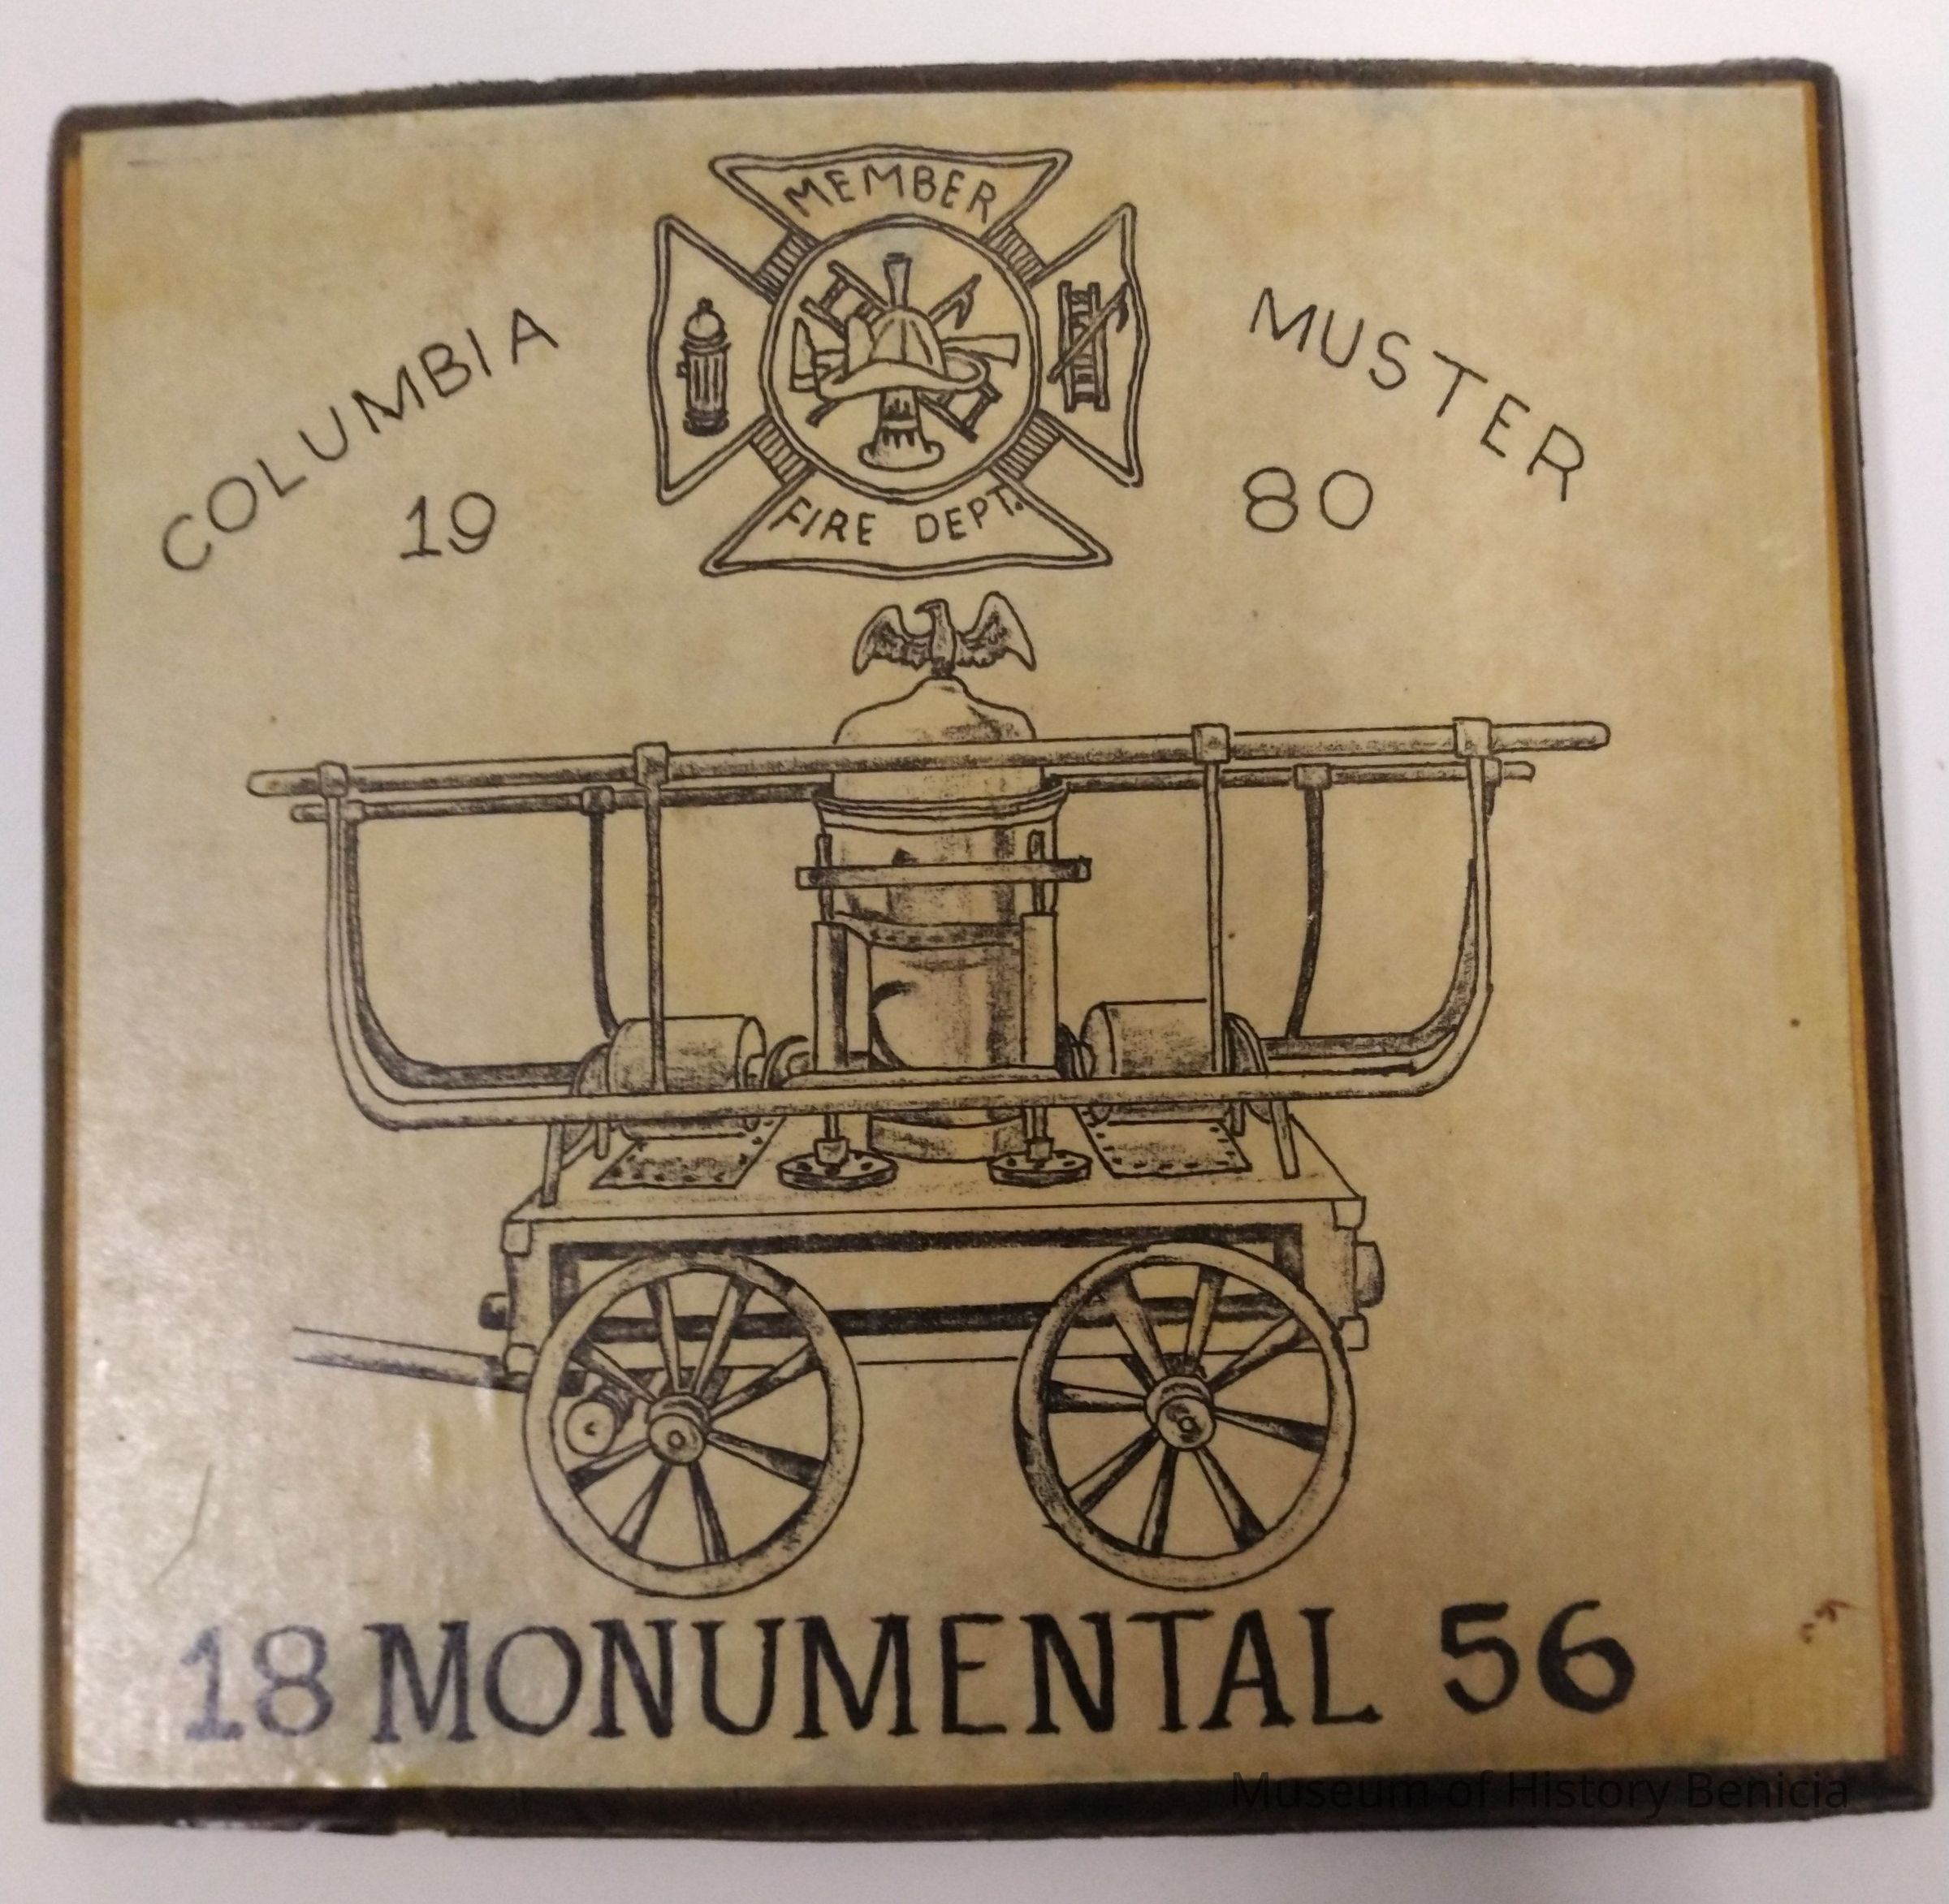 MEMBER
COLUMBIA MUSTER
19 80
FIRE DEPT.
18 MONUMENTAL 56
Museum of History Benicia